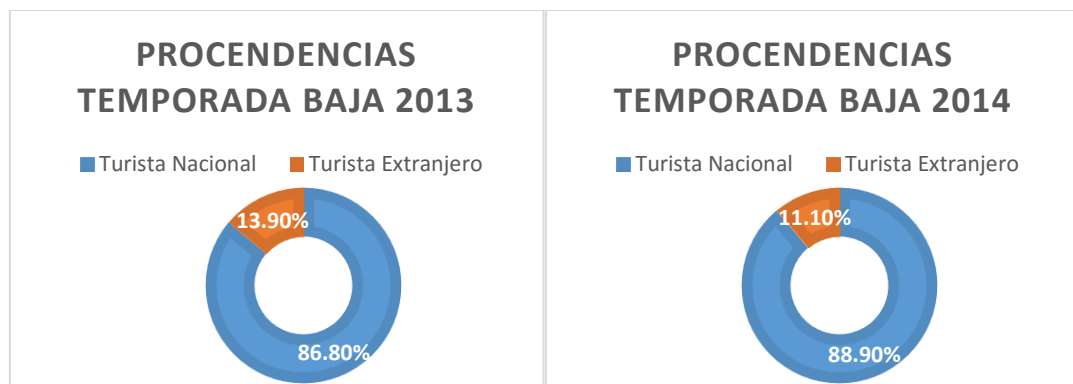 PROCENDENCIAS
TEMPORADA BAJA 2013
Turista Nacional
Turista Extranjero
13.90%
86.80%
PROCENDENCIAS
TEMPORADA BAJA 2014
Turista Nacional
Turista Extranjero
11.10%
88.90%